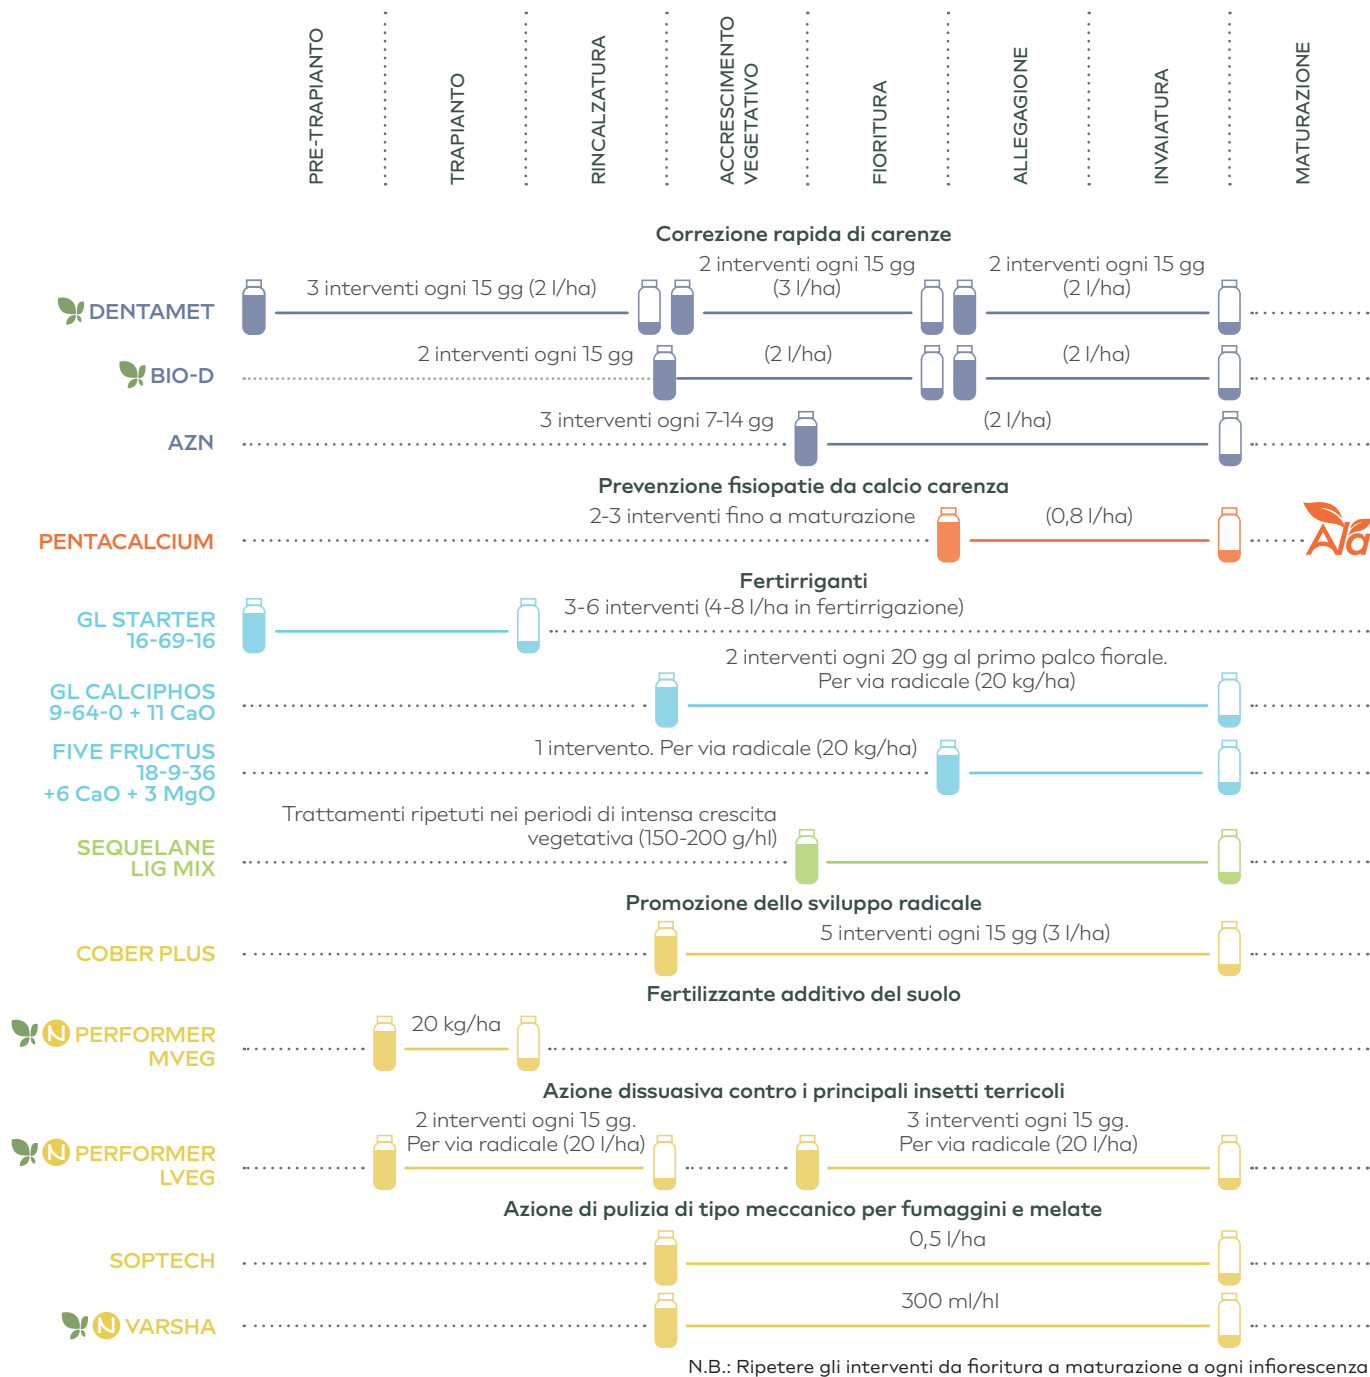 PRE-TRAPIANTO
TRAPIANTO
RINCALZATURA
ACCRESCIMENTO
VEGETATIVO
FIORITURA
ALLEGAGIONE
INVAIATURA
MATURAZIONE
Correzione rapida di carenze
DENTAMET
3 interventi ogni 15 gg (2 l/ha)
2 interventi ogni 15 gg
(3 l/ha)
2 interventi ogni 15 gg
(2 l/ha)
BIO-D
2 interventi ogni 15 gg
(2 l/ha)
(2 l/ha)
AZN
3 interventi ogni 7-14 gg
(2 l/ha)
Prevenzione fisiopatie da calcio carenza
PENTACALCIUM
2-3 interventi fino a maturazione
(0,8 l/ha)
Ala
Fertirriganti
GL STARTER
16-69-16
3-6 interventi (4-8 l/ha in fertirrigazione)
GL CALCIPHOS
9-64-0 + 11 CaO
2 interventi ogni 20 gg al primo palco fiorale.
Per via radicale (20 kg/ha)
FIVE FRUCTUS
18-9-36
+6 CaO + 3 MgO
1 intervento. Per via radicale (20 kg/ha)
SEQUELANE
LIG MIX
Trattamenti ripetuti nei periodi di intensa crescita
vegetativa (150-200 g/hl)
Promozione dello sviluppo radicale
COBER PLUS
5 interventi ogni 15 gg (3 l/ha)
Fertilizzante additivo del suolo
N PERFORMER
MVEG
20 kg/ha
Azione dissuasiva contro i principali insetti terricoli
N PERFORMER
LVEG
2 interventi ogni 15 gg.
Per via radicale (20 l/ha)
3 interventi ogni 15 gg.
Per via radicale (20 l/ha)
Azione di pulizia di tipo meccanico per fumaggini e melate
SOPTECH
0,5 l/ha
N VARSHA
300 ml/hl
N.B.: Ripetere gli interventi da fioritura a maturazione a ogni infiorescenza